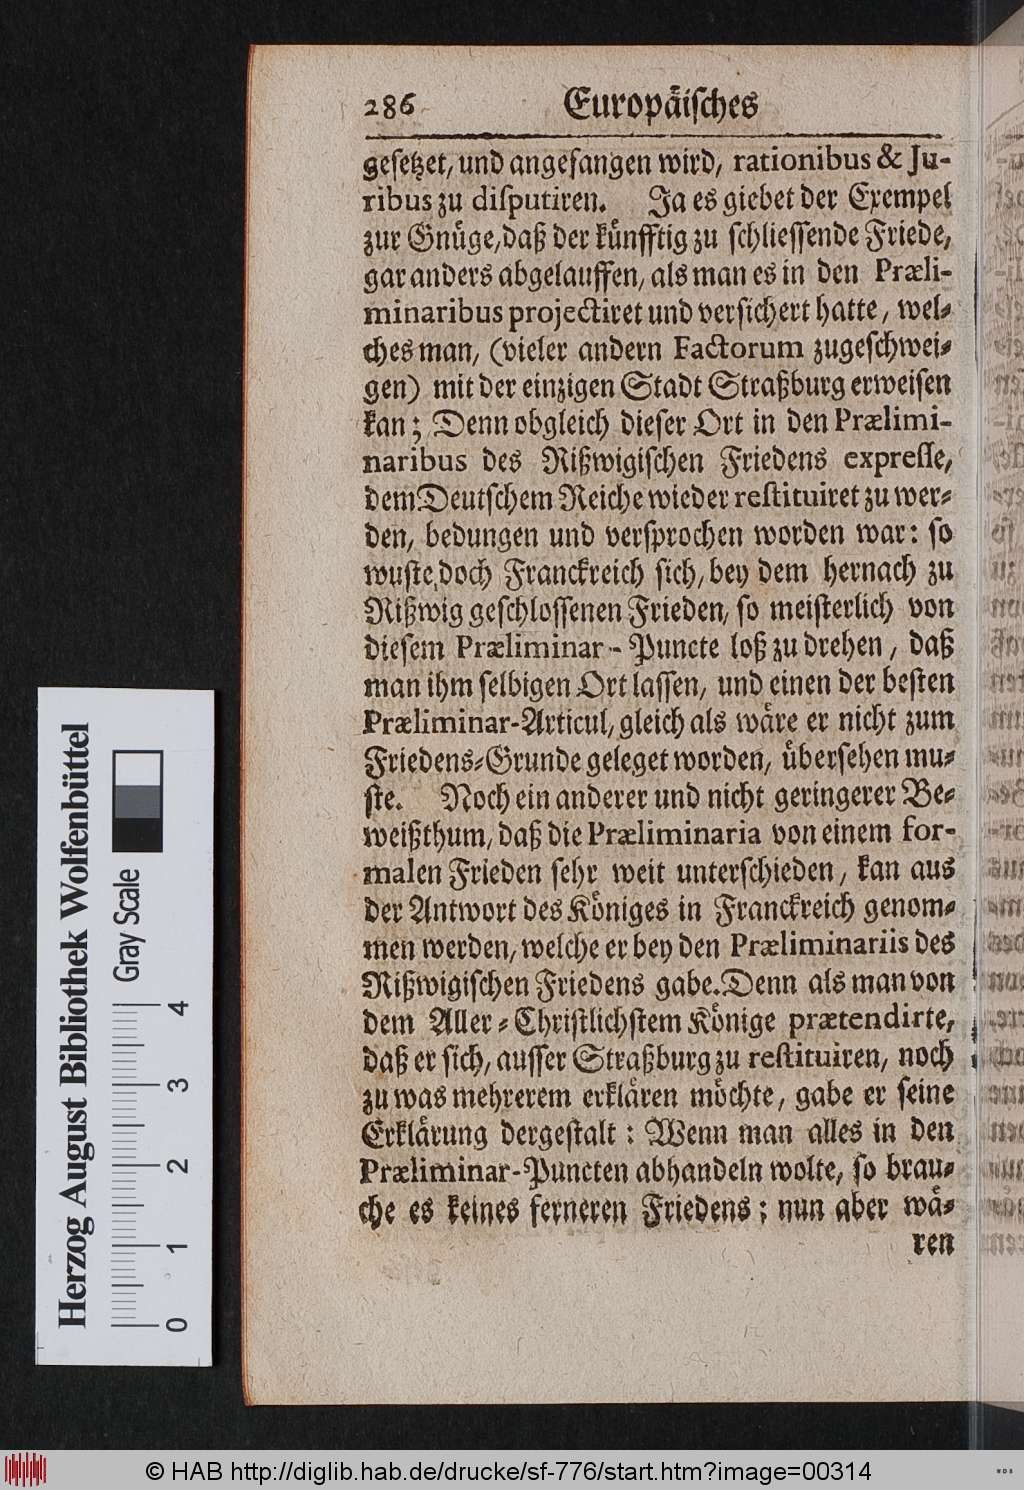 286 Europäiſches
geſetzet, und angefangen wird, rationibus & Ju-
ribus zu diſputiren. Ja es giebet der Exempel
zur Gnüge, daß der künfftig zu ſchlieſſende Friede,
gar anders abgelauffen, als man es in den Præli-
minaribus projectiret und verſichert hatte, wel-
ches man, (vieler andern Factorum zugeſchwei-
gen) mit der einzigen Stadt Straßburg erweiſen
kan; Denn obgleich dieſer Ort in den Prælimi-
naribus des Rißwigiſchen Friedens expreſſe,
dem Deutſchem Reiche wieder reſtituiret zu wer-
den, bedungen und verſprochen worden war: ſo
wuſte doch Franckreich ſich, bey dem hernach zu
Rißwig geſchloſſenen Frieden, ſo meiſterlich von
dieſem Præliminar-Puncte loß zu drehen, daß
man ihm ſelbigen Ort laſſen, und einen der beſten
Præliminar-Articul, gleich als wäre er nicht zum
Friedens-Grunde geleget worden, überſehen mu-
ſte. Noch ein anderer und nicht geringerer Be-
weißthum, daß die Præliminaria von einem for-
malen Frieden ſehr weit unterſchieden, kan aus
der Antwort des Königes in Franckreich genom-
men werden, welche er bey den Præliminariis des
Rißwigiſchen Friedens gabe. Denn als man von
dem Aller-Chriſtlichſtem Könige prætendirte,
daß er ſich, auſſer Straßburg zu reſtituiren, noch
zu was mehrerem erklären möchte, gabe er ſeine
Erklärung dergeſtalt: Wenn man alles in den
Præliminar-Puncten abhandeln wolte, ſo brau-
che es keines ferneren Friedens; nun aber wä-
ren
Herzog August Bibliothek Wolfenbüttel
Gray Scale
0 1 2 3 4
© HAB http://diglib.hab.de/drucke/sf-776/start.htm?image=00314